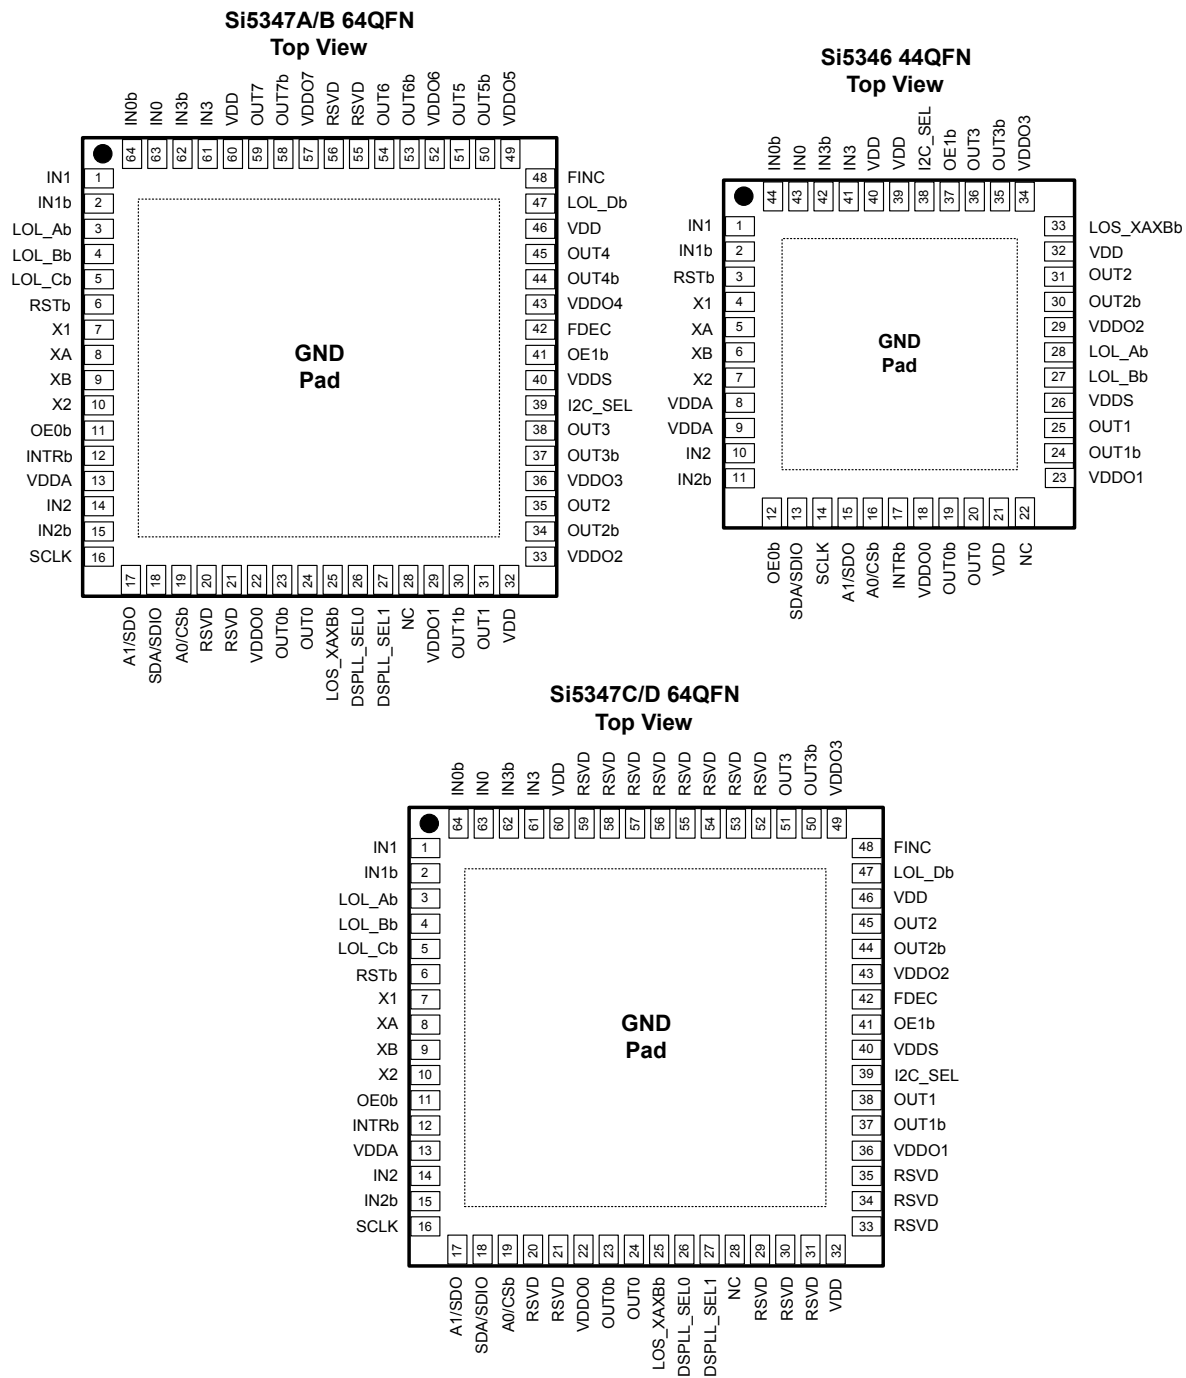 Si5347A/B 64QFN
Top View
IN0b
IN0
IN3b
IN3
VDD
OUT7
OUT7b
VDDO7
RSVD
RSVD
OUT6
OUT6b
VDDO6
OUT5
OUT5b
VDDO5
64
63
62
61
60
59
58
57
56
55
54
53
52
51
50
49
IN1 1
IN1b 2
LOL_Ab 3
LOL_Bb 4
LOL_Cb 5
RSTb 6
X1 7
XA 8
XB 9
X2 10
OE0b 11
INTRb 12
VDDA 13
IN2 14
IN2b 15
SCLK 16
GND
Pad
48 FINC
47 LOL_Db
46 VDD
45 OUT4
44 OUT4b
43 VDDO4
42 FDEC
41 OE1b
40 VDDS
39 I2C_SEL
38 OUT3
37 OUT3b
36 VDDO3
35 OUT2
34 OUT2b
33 VDDO2
17
18
19
20
21
22
23
24
25
26
27
28
29
30
31
32
A1/SDO
SDA/SDIO
A0/CSb
RSVD
RSVD
VDDO0
OUT0b
OUT0
LOS_XAXBb
DSPLL_SEL0
DSPLL_SEL1
NC
VDDO1
OUT1b
OUT1
VDD
Si5346 44QFN
Top View
IN0b
IN0
IN3b
IN3
VDD
VDD
I2C_SEL
OE1b
OUT3
OUT3b
VDDO3
44
43
42
41
40
39
38
37
36
35
34
IN1 1
IN1b 2
RSTb 3
X1 4
XA 5
XB 6
X2 7
VDDA 8
VDDA 9
IN2 10
IN2b 11
GND
Pad
33 LOS_XAXBb
32 VDD
31 OUT2
30 OUT2b
29 VDDO2
28 LOL_Ab
27 LOL_Bb
26 VDDS
25 OUT1
24 OUT1b
23 VDDO1
12
13
14
15
16
17
18
19
20
21
22
OE0b
SDA/SDIO
SCLK
A1/SDO
A0/CSb
INTRb
VDDO0
OUT0b
OUT0
VDD
NC
Si5347C/D 64QFN
Top View
IN0b
IN0
IN3b
IN3
VDD
RSVD
RSVD
RSVD
RSVD
RSVD
RSVD
RSVD
RSVD
OUT3
OUT3b
VDDO3
64
63
62
61
60
59
58
57
56
55
54
53
52
51
50
49
IN1 1
IN1b 2
LOL_Ab 3
LOL_Bb 4
LOL_Cb 5
RSTb 6
X1 7
XA 8
XB 9
X2 10
OE0b 11
INTRb 12
VDDA 13
IN2 14
IN2b 15
SCLK 16
GND
Pad
48 FINC
47 LOL_Db
46 VDD
45 OUT2
44 OUT2b
43 VDDO2
42 FDEC
41 OE1b
40 VDDS
39 I2C_SEL
38 OUT1
37 OUT1b
36 VDDO1
35 RSVD
34 RSVD
33 RSVD
17
18
19
20
21
22
23
24
25
26
27
28
29
30
31
32
A1/SDO
SDA/SDIO
A0/CSb
RSVD
RSVD
VDDO0
OUT0b
OUT0
LOS_XAXBb
DSPLL_SEL0
DSPLL_SEL1
NC
RSVD
RSVD
RSVD
VDD